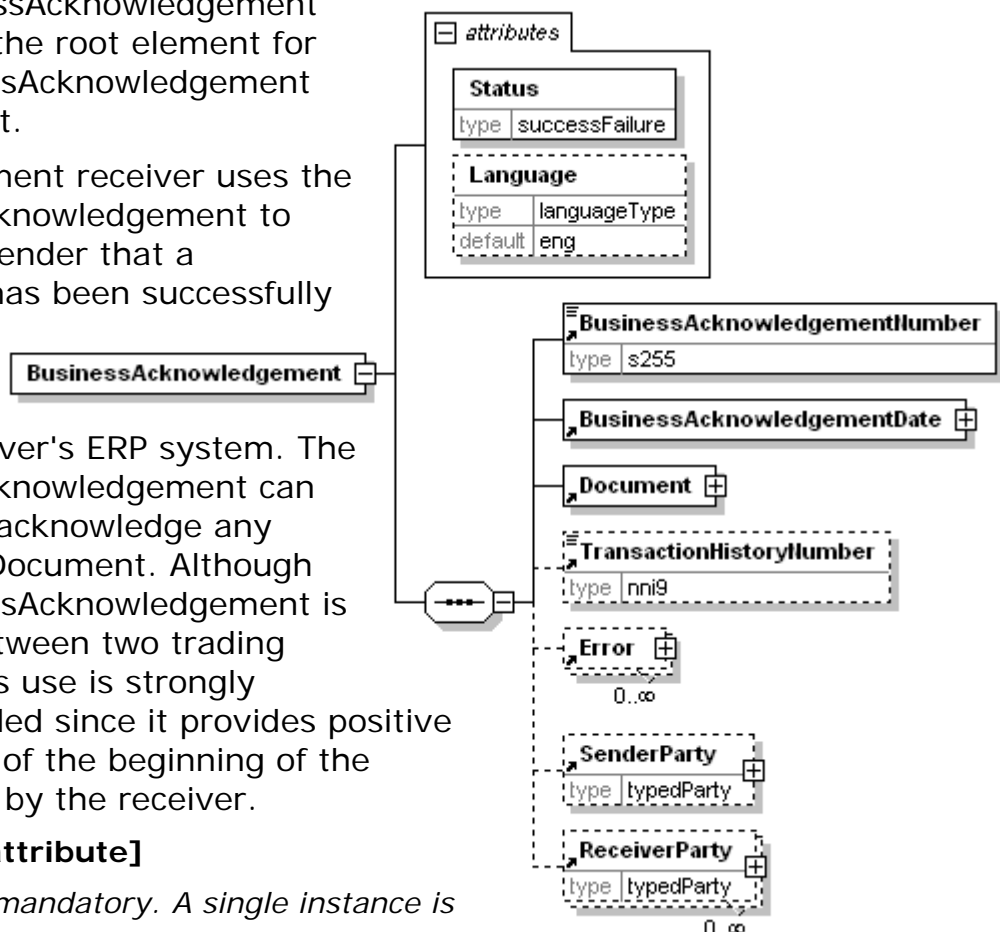 ssAcknowledgement
the root element for
sAcknowledgement
t.
nent receiver uses the
knowledgement to
ender that a
has been successfully
ver's ERP system. The
knowledgement can
acknowledge any
Document. Although
sAcknowledgement is
tween two trading
s use is strongly
led since it provides positive
of the beginning of the
by the receiver.
attribute]
mandatory. A single instance is
BusinessAcknowledgement
attributes
Status
type successFailure
Language
type languageType
default eng
BusinessAcknowledgementNumber
type s255
BusinessAcknowledgementDate
Document
TransactionHistoryNumber
type nni9
Error
0..∞
SenderParty
type typedParty
ReceiverParty
type typedParty
0..∞